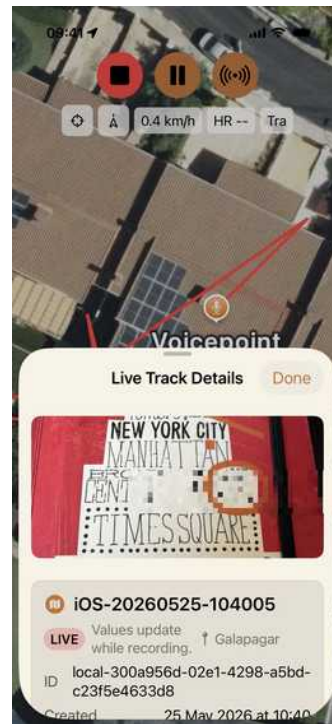 09:41
0.4 km/h
HR --
Tra
Voicepoint
Live Track Details
Done
NEW YORK CITY
MANHATTAN
CENT
TIMES SQUARE
iOS-20260525-104005
LIVE
Values update
while recording.
Galapagar
ID
local-300a956d-02e1-4298-a5bd-
c23f5e4633d8
Created
25 May 2026 at 10:40